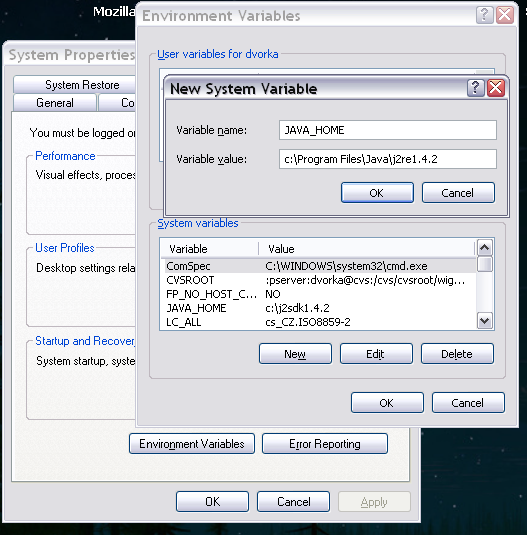 Mozilla
Environment Variables
System Properties
User variables for dvorka
New System Variable
System Restore
General
Co
Variable name:
JAVA_HOME
Variable value:
c:\Program Files\Java\j2re1.4.2
OK
Cancel
You must be logged on
Performance
Visual effects, proces
System variables
Variable
Value
ComSpec
C:\WINDOWS\system32\cmd.exe
CVSROOT
:pserver:dvorka@cvs:/cvs/cvsroot/wig...
FP_NO_HOST_C...
NO
JAVA_HOME
c:\j2sdk1.4.2
LC_ALL
cs_CZ.ISO8859-2
User Profiles
Desktop settings rela
Startup and Recovery
System startup, syste
New
Edit
Delete
OK
Cancel
Environment Variables
Error Reporting
OK
Cancel
Apply